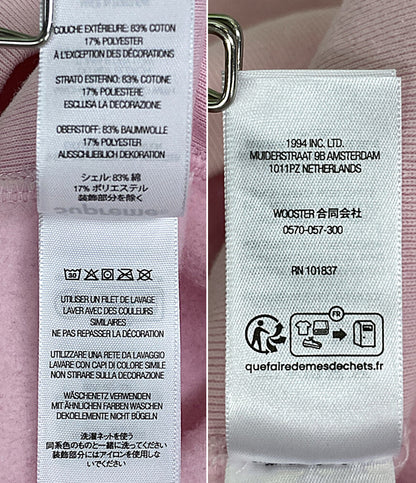 COUCHE EXTÉRIEURE: 83% COTON
17% POLYESTER
À L'EXCEPTION DES DÉCORATIONS
STRATO ESTERNO: 83% COTONE
17% POLIESTERE
ESCLUSA LA DECORAZIONE
OBERSTOFF: 83% BAUMWOLLE
17% POLYESTER
AUSSCHLIEßLICH DEKORATION
シェル: 83% 綿
17% ポリエステル
装飾部分を除く
Supreme
30
UTILISER UN FILET DE LAVAGE
LAVER AVEC DES COULEURS
SIMILAIRES
NE PAS REPASSER LA DÉCORATION
UTILIZZARE UNA RETE DA LAVAGGIO
LAVARE CON CAPI DI COLORE SIMILE
NON STIRARE SULLA DECORAZIONE
WÄSCHENETZ VERWENDEN
MIT ÄHNLICHEN FARBEN WASCHEN
DEKOELEMENTE NICHT BÜGELN
洗濯ネットを使う
同系色のものと一緒に洗ってください
装飾部分にはアイロンを使用しな
いでください
1994 INC. LTD.
MUIDERSTRAAT 9B AMSTERDAM
1011PZ NETHERLANDS
WOOSTER 合同会社
0570-057-300
RN 101837
FR
quefairedemesdechets.fr